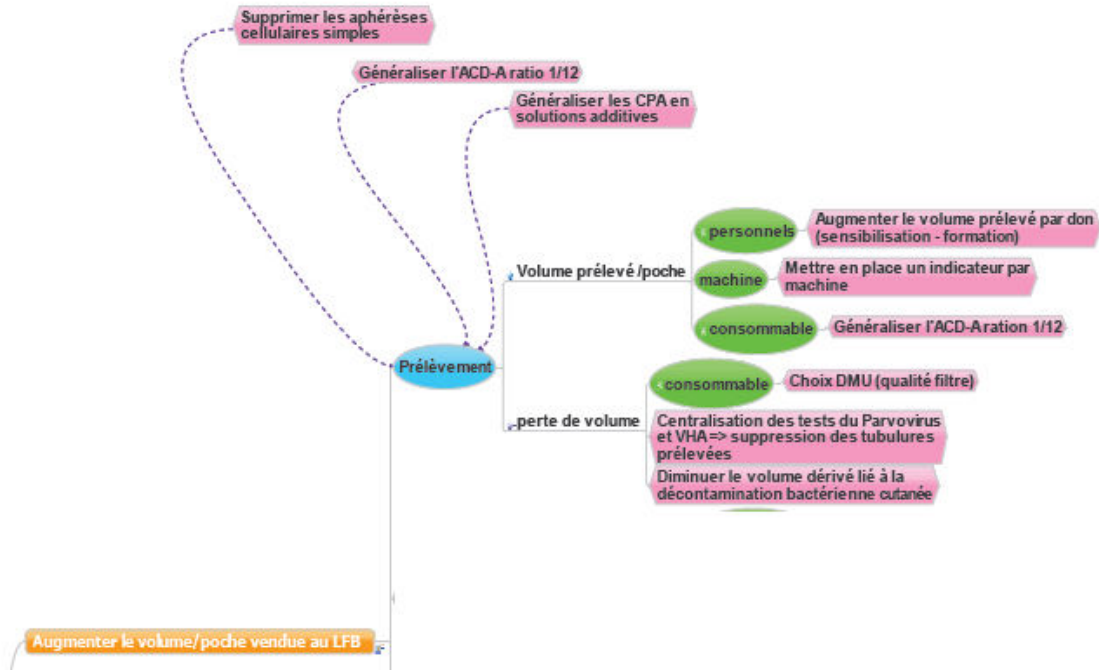 Supprimer les aphérèses
cellulaires simples
Généraliser l'ACD-A ratio 1/12
Généraliser les CPA en
solutions additives
personnels
Augmenter le volume prélevé par don
(sensibilisation - formation)
Volume prélevé /poche
machine
Mettre en place un indicateur par
machine
consommable
Généraliser l'ACD-A ration 1/12
Prélèvement
consommable
Choix DMU (qualité filtre)
perte de volume
Centralisation des tests du Parvovirus
et VHA => suppression des tubulures
prélevées
Diminuer le volume dérivé lié à la
décontamination bactérienne cutanée
Augmenter le volume/poche vendue au LFB